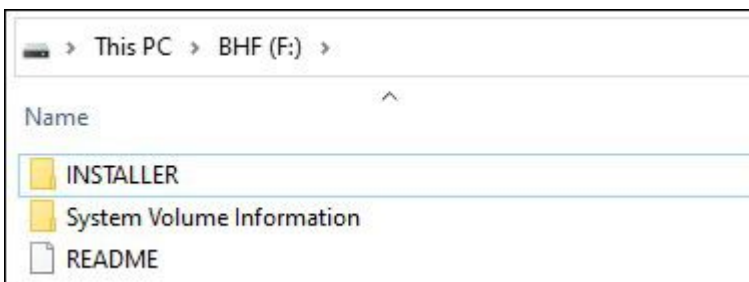 This PC > BHF (F:) >
Name
INSTALLER
System Volume Information
README